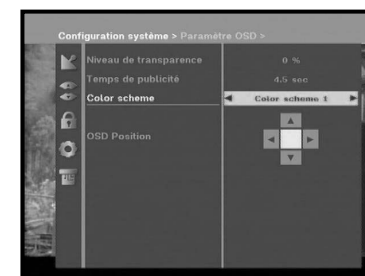 Configuration système > Paramètre OSD >
Niveau de transparence 0 %
Temps de publicité 4.5 sec
Color scheme Color scheme 1
OSD Position